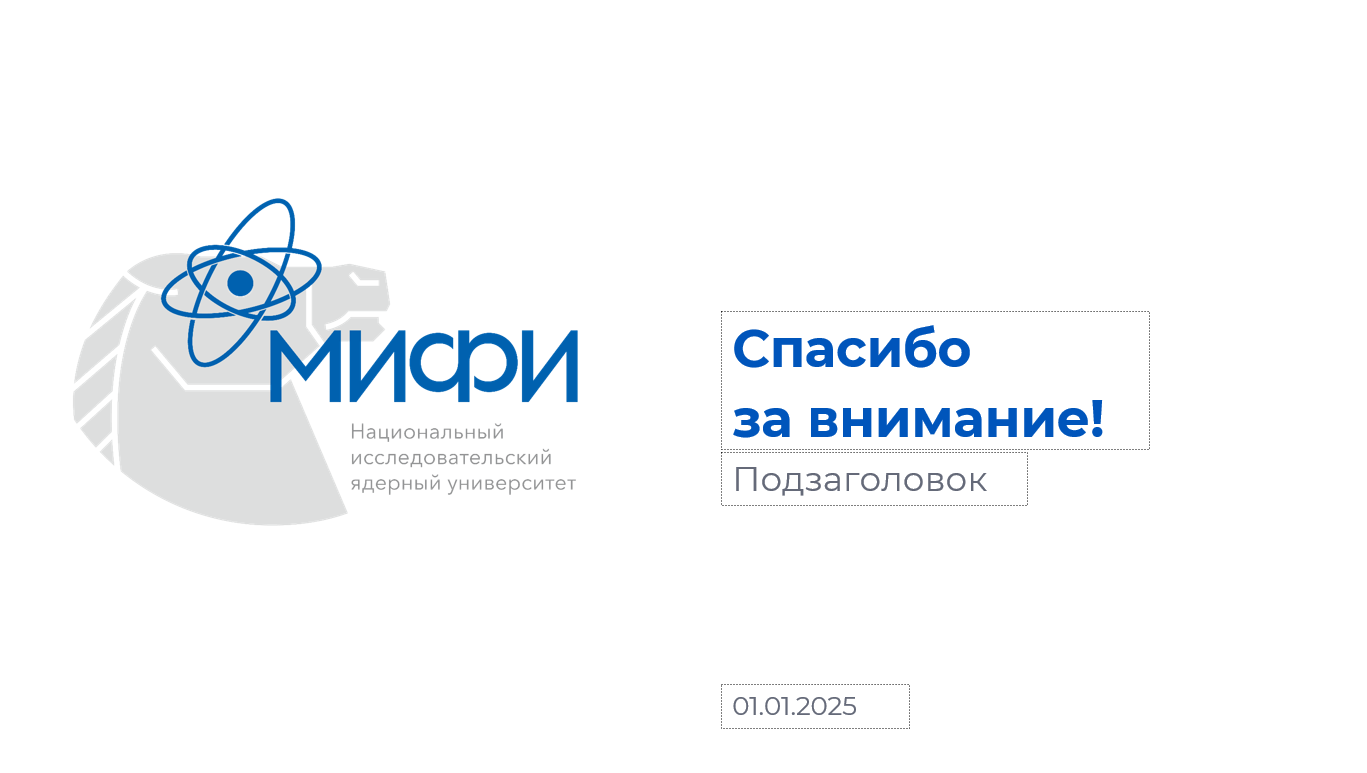 МИФИ
Национальный
исследовательский
ядерный университет
Спасибо
за внимание!
Подзаголовок
01.01.2025